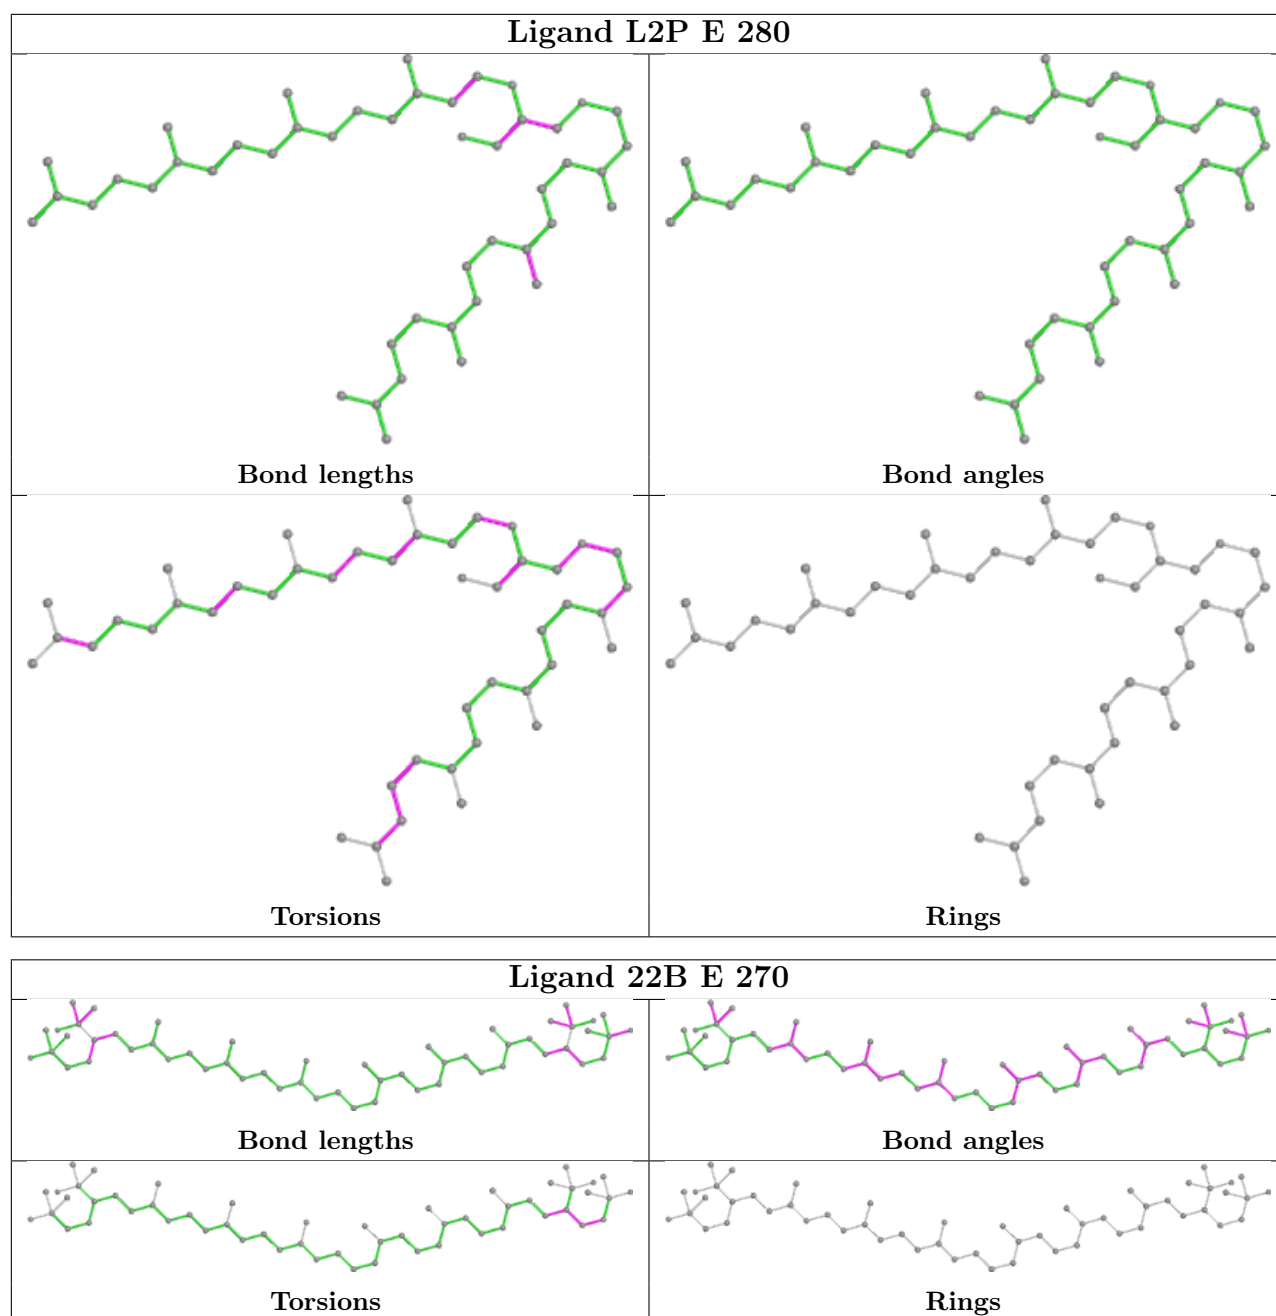 Ligand L2P E 280
Bond lengths
Bond angles
Torsions
Rings
Ligand 22B E 270
Bond lengths
Bond angles
Torsions
Rings